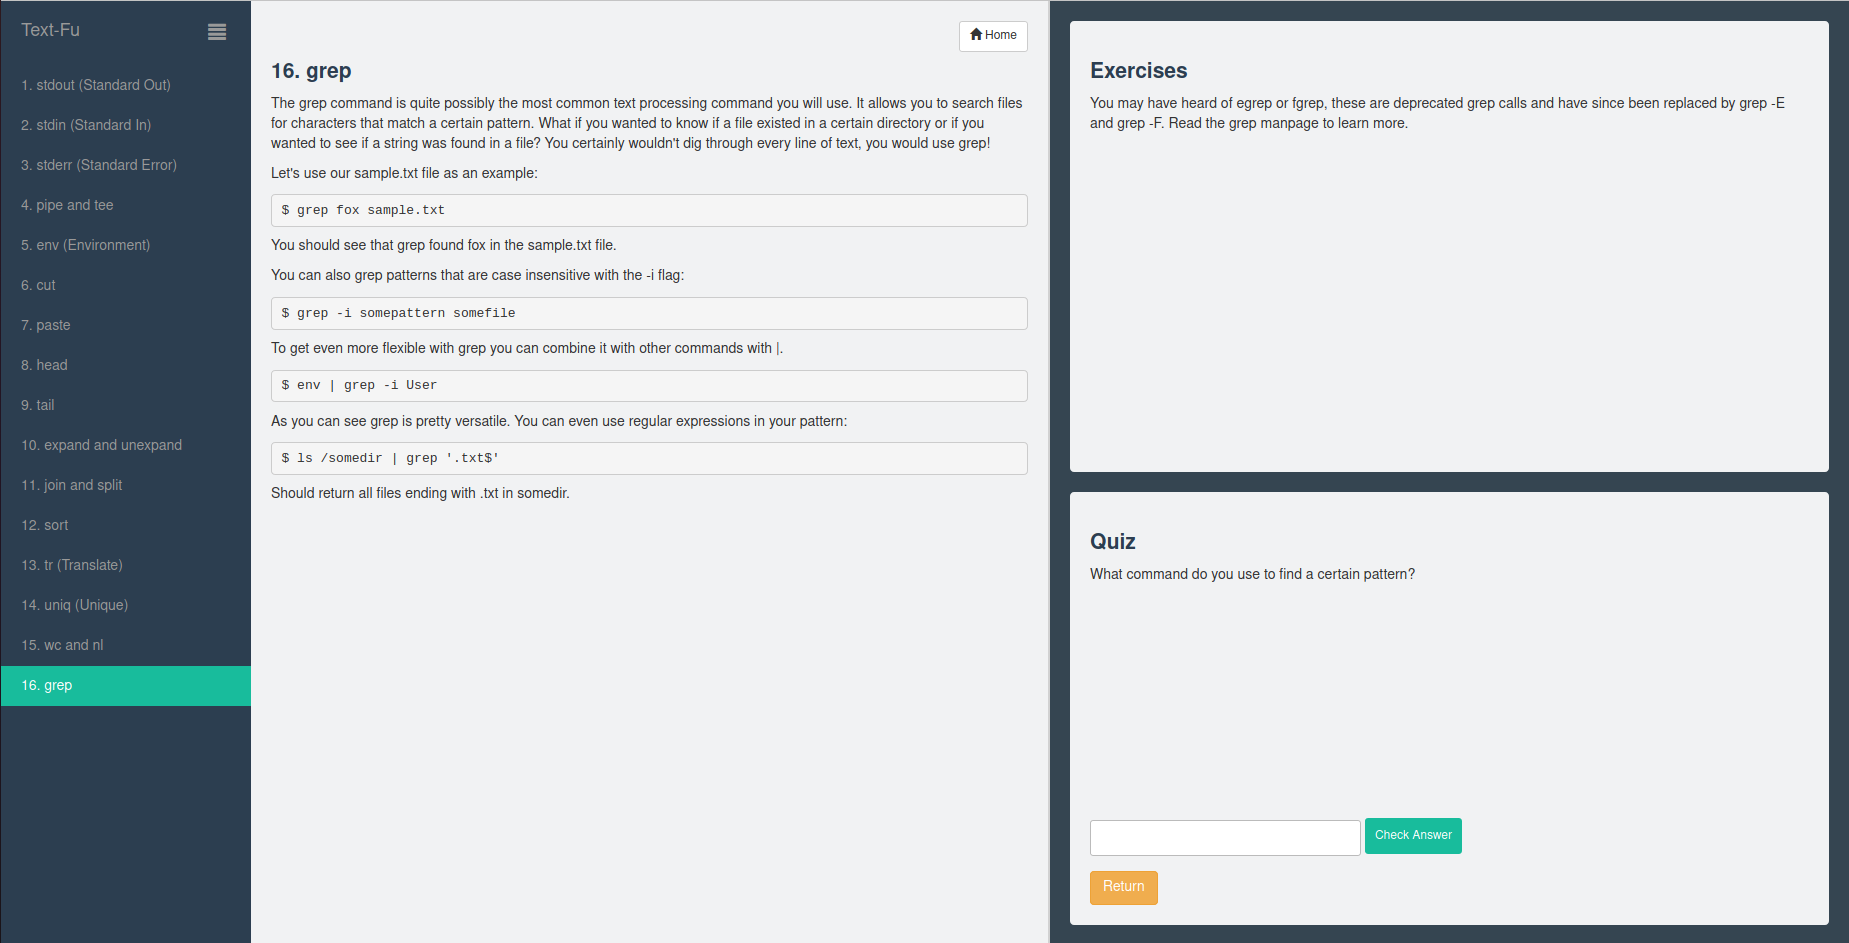 Text-Fu
1. stdout (Standard Out)
2. stdin (Standard In)
3. stderr (Standard Error)
4. pipe and tee
5. env (Environment)
6. cut
7. paste
8. head
9. tail
10. expand and unexpand
11. join and split
12. sort
13. tr (Translate)
14. uniq (Unique)
15. wc and nl
16. grep
Home
16. grep
The grep command is quite possibly the most common text processing command you will use. It allows you to search files
for characters that match a certain pattern. What if you wanted to know if a file existed in a certain directory or if you
wanted to see if a string was found in a file? You certainly wouldn't dig through every line of text, you would use grep!
Let's use our sample.txt file as an example:
$ grep fox sample.txt
You should see that grep found fox in the sample.txt file.
You can also grep patterns that are case insensitive with the -i flag:
$ grep -i somepattern somefile
To get even more flexible with grep you can combine it with other commands with |.
$ env | grep -i User
As you can see grep is pretty versatile. You can even use regular expressions in your pattern:
$ ls /somedir | grep '.txt$'
Should return all files ending with .txt in somedir.
Exercises
You may have heard of egrep or fgrep, these are deprecated grep calls and have since been replaced by grep -E
and grep -F. Read the grep manpage to learn more.
Quiz
What command do you use to find a certain pattern?
Check Answer
Return